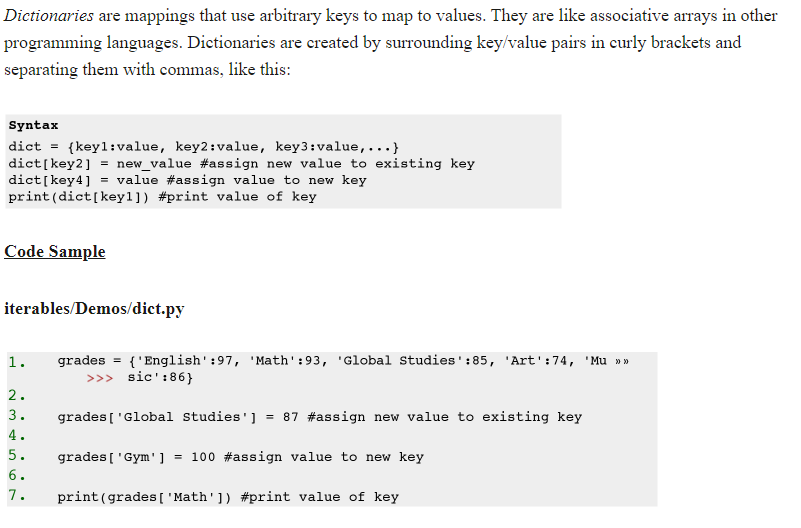 Dictionaries are mappings that use arbitrary keys to map to values. They are like associative arrays in other
programming languages. Dictionaries are created by surrounding key/value pairs in curly brackets and
separating them with commas, like this:
Syntax
dict = {key1:value, key2:value, key3:value,...}
dict[key2] = new_value #assign new value to existing key
dict[key4] = value #assign value to new key
print(dict[key1]) #print value of key
Code Sample
iterables/Demos/dict.py
1. grades = {'English':97, 'Math':93, 'Global Studies':85, 'Art':74, 'Mu »»
>>> sic':86}
2.
3. grades['Global Studies'] = 87 #assign new value to existing key
4.
5. grades['Gym'] = 100 #assign value to new key
6.
7. print(grades['Math']) #print value of key